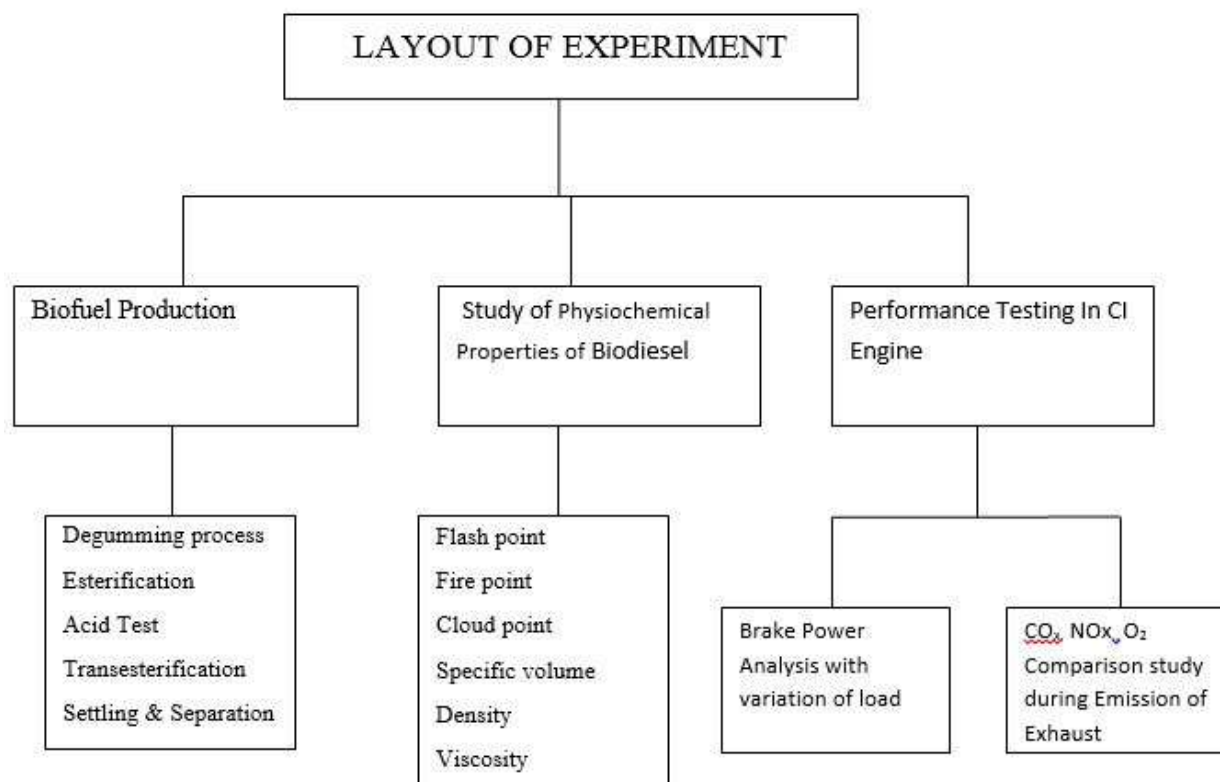 LAYOUT OF EXPERIMENT
Biofuel Production
Study of Physiochemical
Properties of Biodiesel
Performance Testing In CI
Engine
Degumming process
Esterification
Acid Test
Transesterification
Settling & Separation
Flash point
Fire point
Cloud point
Specific volume
Density
Viscosity
Brake Power
Analysis with
variation of load
COₓ NOx, O₂
Comparison study
during Emission of
Exhaust